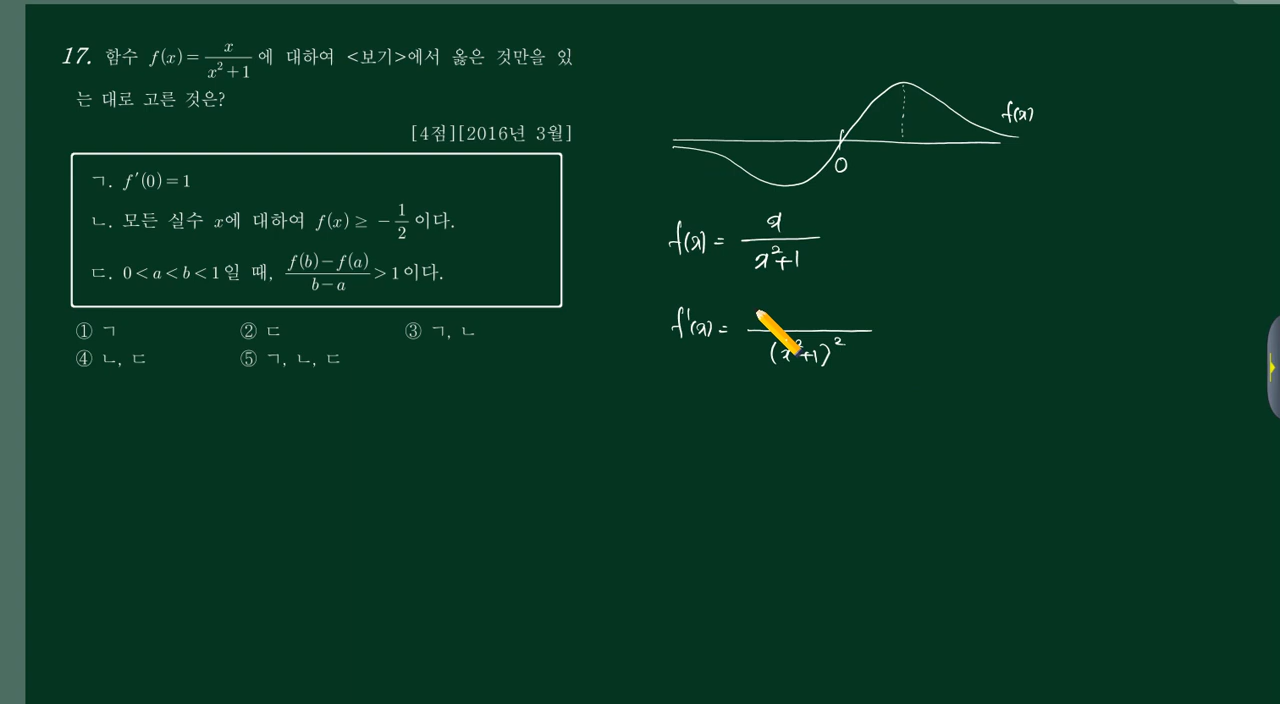 17. 함수 f(x)=x/(x²+1)에 대하여 <보기>에서 옳은 것만을 있
는 대로 고른 것은?
[4점][2016년 3월]
ㄱ. f′(0)=1
ㄴ. 모든 실수 x에 대하여 f(x)≥-1/2이다.
ㄷ. 0<a<b<1일 때, (f(b)-f(a))/(b-a)>1이다.
① ㄱ ② ㄷ ③ ㄱ, ㄴ
④ ㄴ, ㄷ ⑤ ㄱ, ㄴ, ㄷ
f(x)
0
f(x)= x/(x²+1)
f'(x)= /(x²+1)²